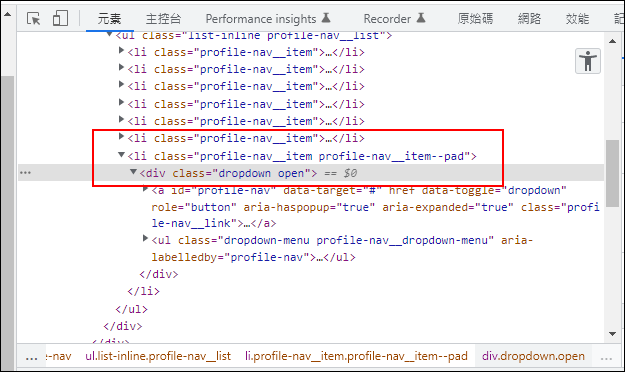 元素 主控台 Performance insights Recorder 原始碼 網路 效能
<ul class="list-inline profile-nav__list">
<li class="profile-nav__item">…</li>
<li class="profile-nav__item">…</li>
<li class="profile-nav__item">…</li>
<li class="profile-nav__item">…</li>
<li class="profile-nav__item">…</li>
<li class="profile-nav__item">…</li>
<li class="profile-nav__item profile-nav__item--pad">
… <div class="dropdown open"> == $0
<a id="profile-nav" data-target="#" href data-toggle="dropdown"
role="button" aria-haspopup="true" aria-expanded="true" class="profi
le-nav__link">…</a>
<ul class="dropdown-menu profile-nav__dropdown-menu" aria-
labelledby="profile-nav">…</ul>
</div>
</li>
</ul>
</div>
</div>
… le-nav ul.list-inline.profile-nav__list li.profile-nav__item.profile-nav__item--pad div.dropdown.open …